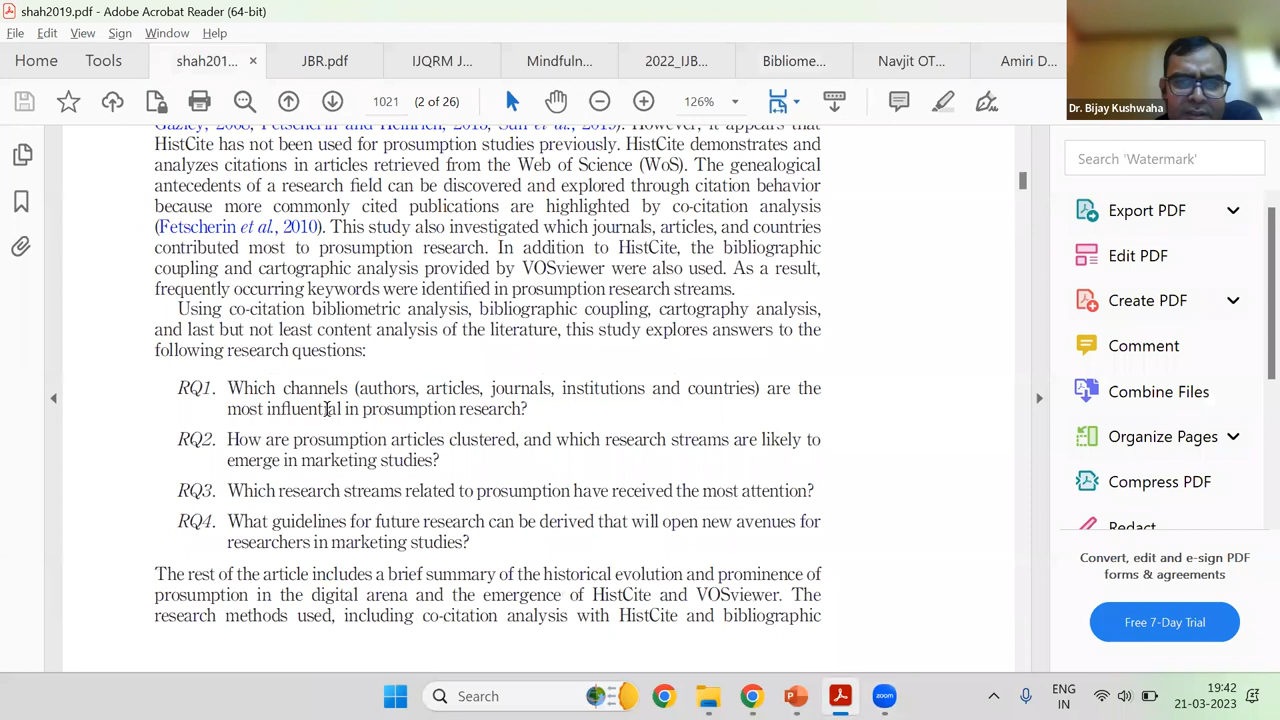 shah2019.pdf - Adobe Acrobat Reader (64-bit)
File Edit View Sign Window Help
Home Tools shah201... × JBR.pdf IJQRM J... Mindfuln... 2022_IJB... Bibliome... Navjit OT... Amiri D...
1021 (2 of 26) 126%
Dr. Bijay Kushwaha
HistCite has not been used for prosumption studies previously. HistCite demonstrates and
analyzes citations in articles retrieved from the Web of Science (WoS). The genealogical
antecedents of a research field can be discovered and explored through citation behavior
because more commonly cited publications are highlighted by co-citation analysis
(Fetscherin et al., 2010). This study also investigated which journals, articles, and countries
contributed most to prosumption research. In addition to HistCite, the bibliographic
coupling and cartographic analysis provided by VOSviewer were also used. As a result,
frequently occurring keywords were identified in prosumption research streams.
Using co-citation bibliometric analysis, bibliographic coupling, cartography analysis,
and last but not least content analysis of the literature, this study explores answers to the
following research questions:
RQ1. Which channels (authors, articles, journals, institutions and countries) are the
most influential in prosumption research?
RQ2. How are prosumption articles clustered, and which research streams are likely to
emerge in marketing studies?
RQ3. Which research streams related to prosumption have received the most attention?
RQ4. What guidelines for future research can be derived that will open new avenues for
researchers in marketing studies?
The rest of the article includes a brief summary of the historical evolution and prominence of
prosumption in the digital arena and the emergence of HistCite and VOSviewer. The
research methods used, including co-citation analysis with HistCite and bibliographic
Search 'Watermark'
Export PDF
Edit PDF
Create PDF
Comment
Combine Files
Organize Pages
Compress PDF
Redact
Convert, edit and e-sign PDF
forms & agreements
Free 7-Day Trial
Search
zoom
ENG
IN
19:42
21-03-2023